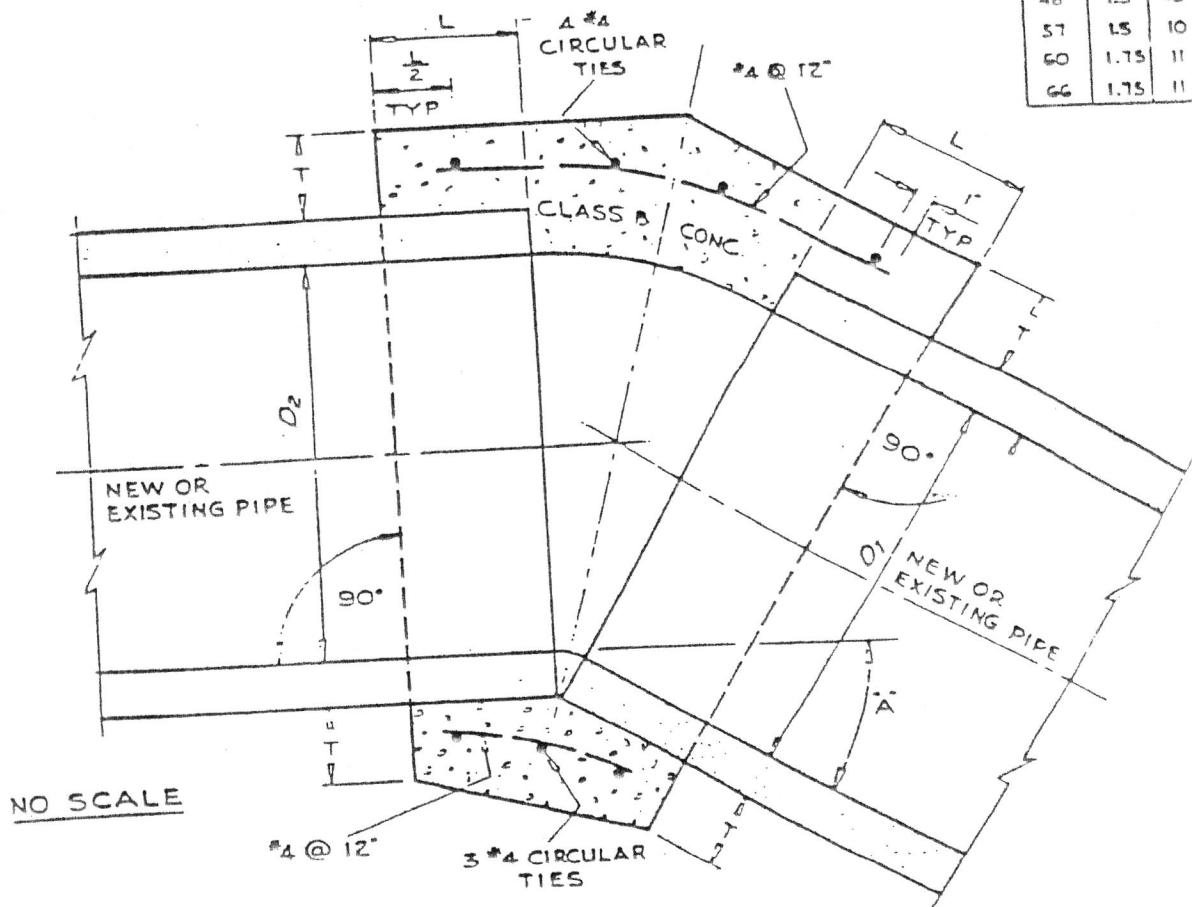 57 1.5 10
60 1.75 11
66 1.75 11
L
L/2
TYP
4 #4
CIRCULAR
TIES
#4 @ 12"
L
1"
TYP
T
CLASS B CONC.
T
D2
NEW OR
EXISTING PIPE
90°
90°
D1
NEW OR
EXISTING PIPE
"A"
T
T
NO SCALE
#4 @ 12"
3 #4 CIRCULAR
TIES